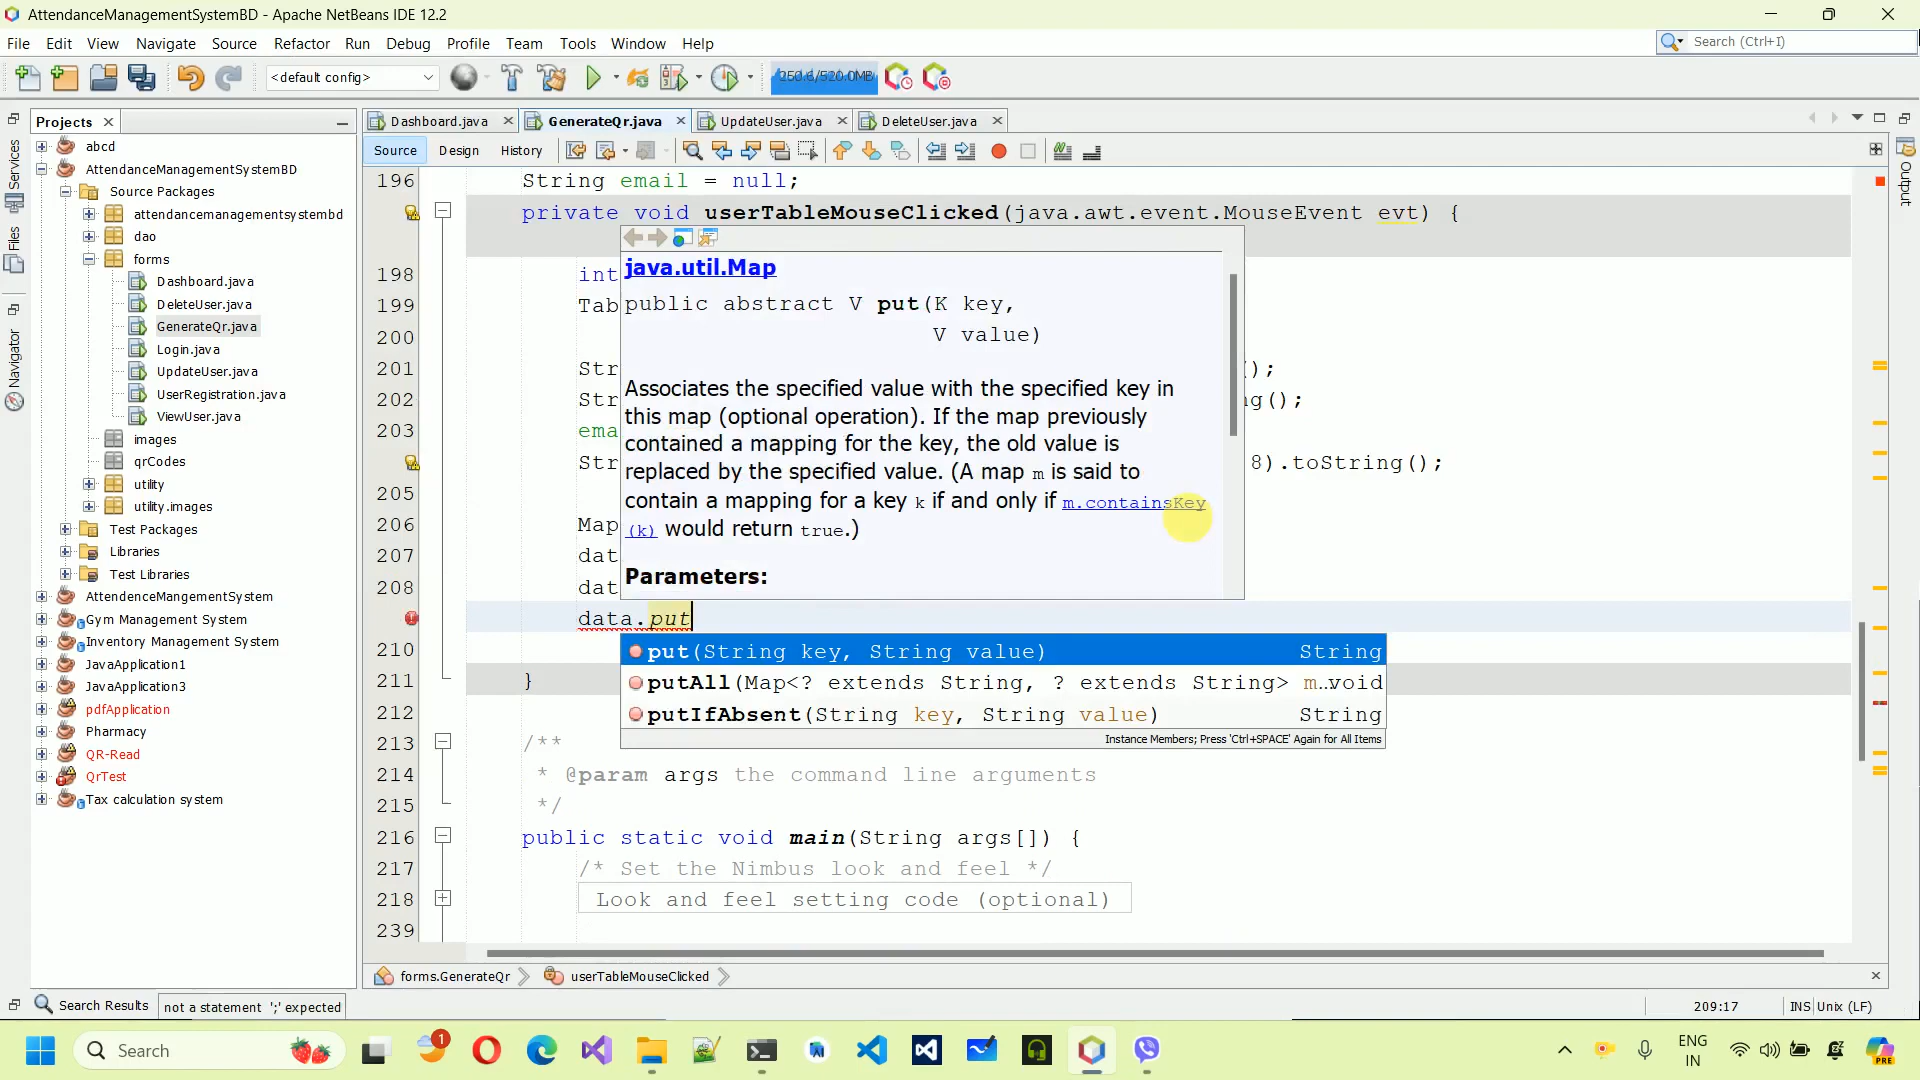 AttendanceManagementSystemBD - Apache NetBeans IDE 12.2
File Edit View Navigate Source Refactor Run Debug Profile Team Tools Window Help
Search (Ctrl+I)
<default config>
250.6/520.0MB
Projects
Dashboard.java
GenerateQr.java
UpdateUser.java
DeleteUser.java
Source Design History
Services
Files
Navigator
Output
abcd
AttendanceManagementSystemBD
Source Packages
attendancemanagementsystembd
dao
forms
Dashboard.java
DeleteUser.java
GenerateQr.java
Login.java
UpdateUser.java
UserRegistration.java
ViewUser.java
images
qrCodes
utility
utility.images
Test Packages
Libraries
Test Libraries
AttendenceMangementSystem
Gym Management System
Inventory Management System
JavaApplication1
JavaApplication3
pdfApplication
Pharmacy
QR-Read
QrTest
Tax calculation system
196 String email = null;
private void userTableMouseClicked(java.awt.event.MouseEvent evt) {
198 int
199 Tab
200
201 Str ();
202 Str ng();
203 ema
Str 8).toString();
205
206 Map
207 dat
208 dat
data.put
210
211 }
212
213 /**
214 * @param args the command line arguments
215 */
216 public static void main(String args[]) {
217 /* Set the Nimbus look and feel */
218 Look and feel setting code (optional)
239
java.util.Map
public abstract V put(K key,
V value)
Associates the specified value with the specified key in
this map (optional operation). If the map previously
contained a mapping for the key, the old value is
replaced by the specified value. (A map m is said to
contain a mapping for a key k if and only if m.containsKey
(k) would return true.)
Parameters:
put(String key, String value) String
putAll(Map<? extends String, ? extends String> m..void
putIfAbsent(String key, String value) String
Instance Members; Press 'Ctrl+SPACE' Again for All Items
forms.GenerateQr userTableMouseClicked
Search Results
not a statement ';' expected
209:17
INS Unix (LF)
Search
1
ENG
IN
PRE